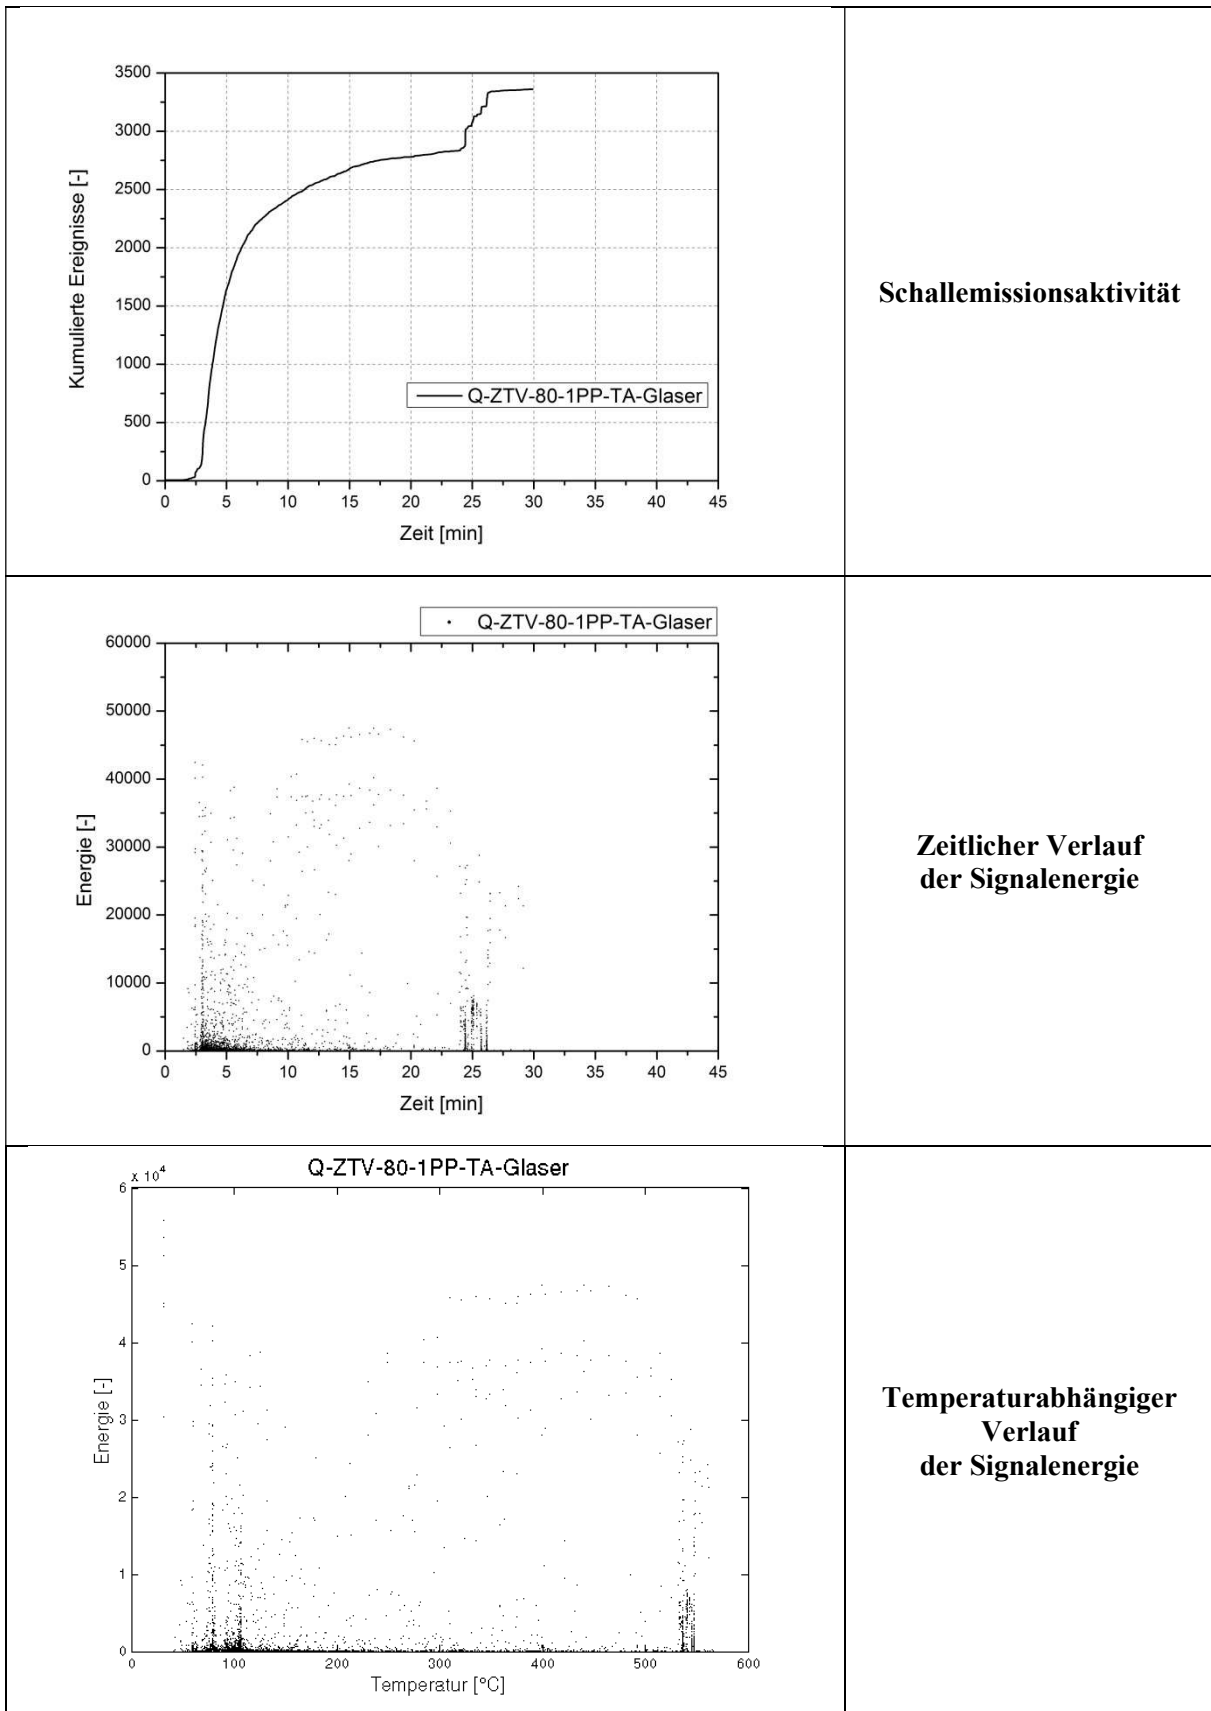 3500
3000
2500
2000
1500
1000
500
0
Kumulierte Ereignisse [-]
Q-ZTV-80-1PP-TA-Glaser
0 5 10 15 20 25 30 35 40 45
Zeit [min]
Schallemissionsaktivität
Q-ZTV-80-1PP-TA-Glaser
60000
50000
40000
30000
20000
10000
0
Energie [-]
0 5 10 15 20 25 30 35 40 45
Zeit [min]
Zeitlicher Verlauf
der Signalenergie
Q-ZTV-80-1PP-TA-Glaser
x 10⁴
6
5
4
3
2
1
0
Energie [-]
0 100 200 300 400 500 600
Temperatur [°C]
Temperaturabhängiger
Verlauf
der Signalenergie